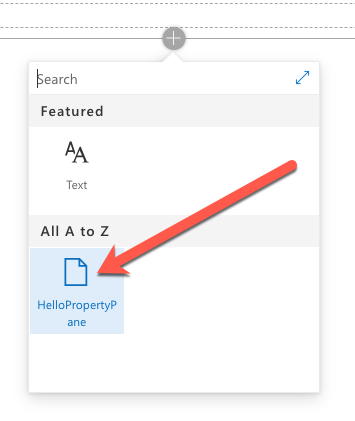 Search
Featured
Text
All A to Z
HelloPropertyP
ane